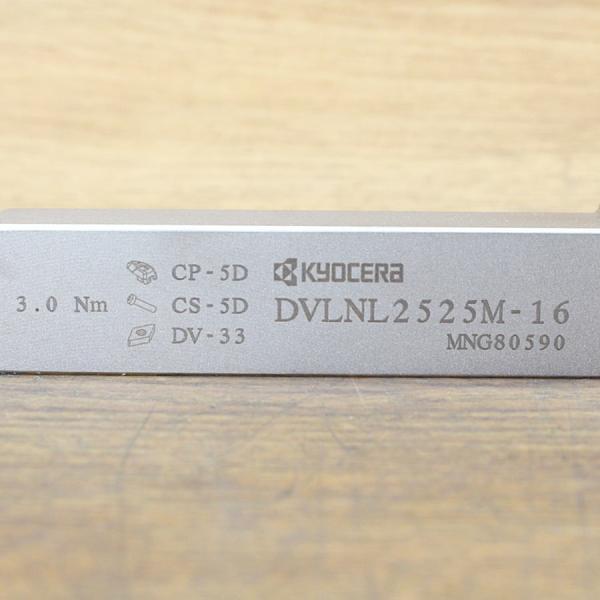 CP-5D KYOCERA
3.0 Nm CS-5D DVLNL2525M-16
DV-33 MNG80590